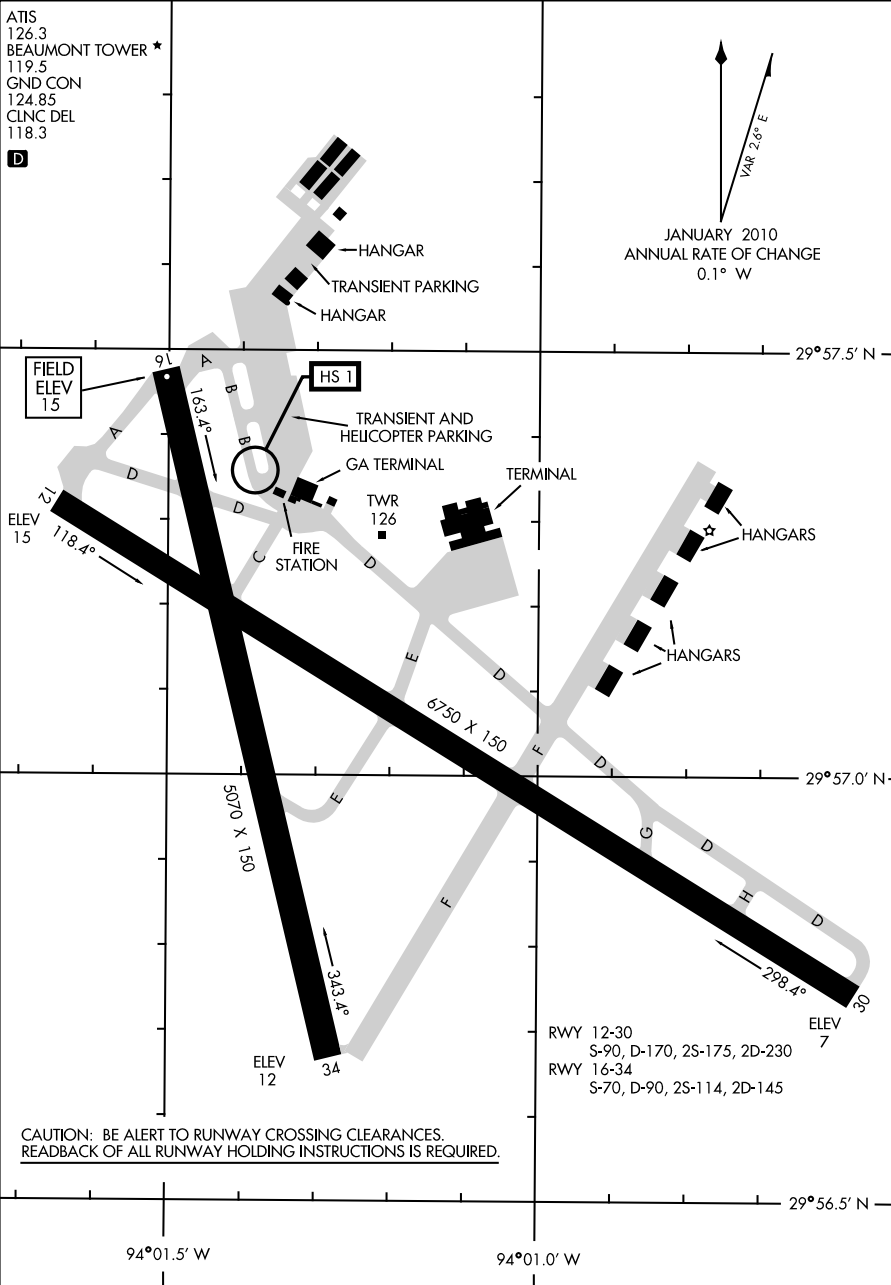 ATIS
126.3
BEAUMONT TOWER ★
119.5
GND CON
124.85
CLNC DEL
118.3
D
VAR 2.6° E
JANUARY 2010
ANNUAL RATE OF CHANGE
0.1° W
HANGAR
TRANSIENT PARKING
HANGAR
29°57.5' N
FIELD
ELEV
15
16
A
B
HS 1
163.4°
TRANSIENT AND
HELICOPTER PARKING
A
B
GA TERMINAL
TERMINAL
D
12
ELEV
15
D
TWR
126
118.4°
FIRE
STATION
C
D
HANGARS
HANGARS
E
D
6750 X 150
F
D
29°57.0' N
5070 X 150
E
G
D
H
F
D
343.4°
298.4°
30
ELEV
7
ELEV
12
34
RWY 12-30
S-90, D-170, 2S-175, 2D-230
RWY 16-34
S-70, D-90, 2S-114, 2D-145
CAUTION: BE ALERT TO RUNWAY CROSSING CLEARANCES.
READBACK OF ALL RUNWAY HOLDING INSTRUCTIONS IS REQUIRED.
29°56.5' N
94°01.5' W
94°01.0' W